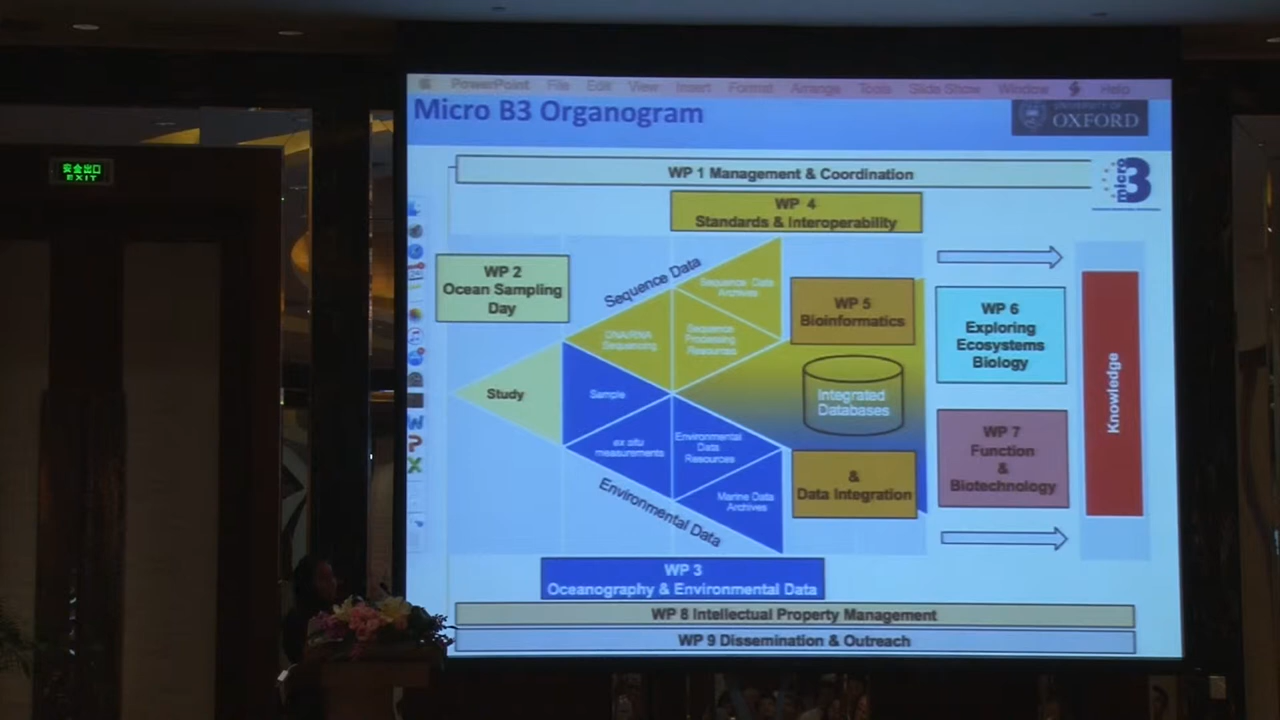 PowerPoint File Edit View Insert Format Arrange Tools Slide Show Window Help
Micro B3 Organogram
UNIVERSITY OF
OXFORD
安全出口
EXIT
WP 1 Management & Coordination
micro
3
WP 4
Standards & Interoperability
WP 2
Ocean Sampling
Day
Sequence Data
Sequence Data
Archives
DNA/RNA
Sequencing
Sequence
Processing
Resources
WP 5
Bioinformatics
WP 6
Exploring
Ecosystems
Biology
Study
Sample
Integrated
Databases
Knowledge
ex situ
measurements
Environmental
Data
Resources
WP 7
Function
&
Biotechnology
Marine Data
Archives
&
Data Integration
Environmental Data
WP 3
Oceanography & Environmental Data
WP 8 Intellectual Property Management
WP 9 Dissemination & Outreach